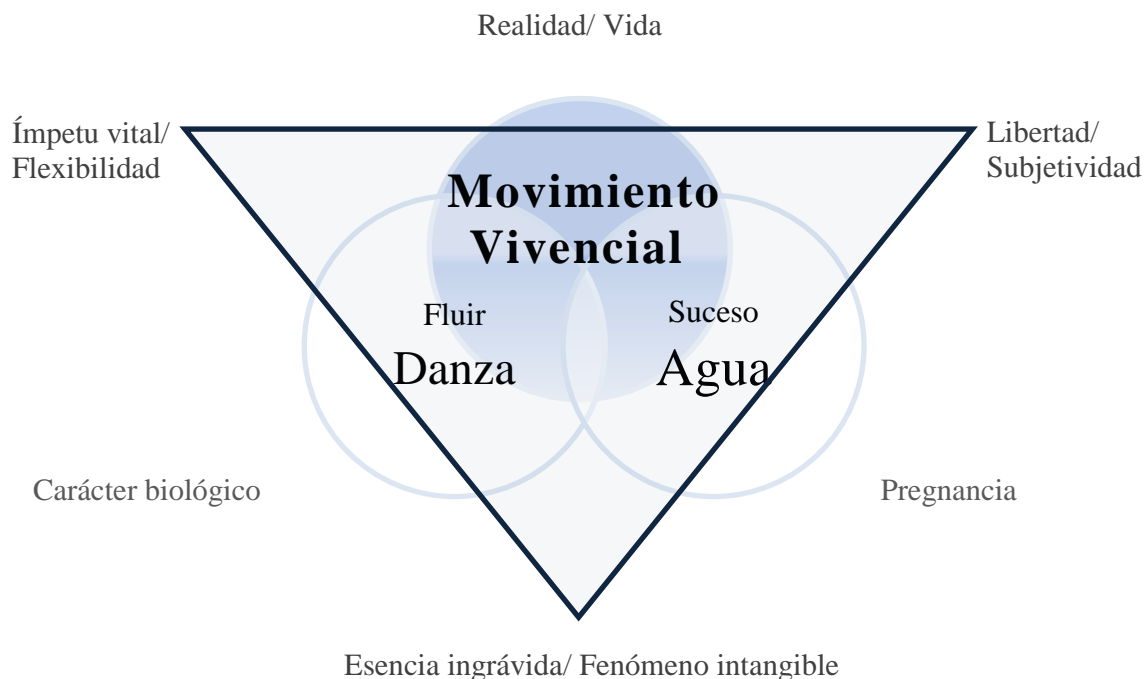 Realidad/ Vida
Ímpetu vital/
Flexibilidad
Libertad/
Subjetividad
Movimiento
Vivencial
Fluir
Suceso
Danza
Agua
Carácter biológico
Pregnancia
Esencia ingrávida/ Fenómeno intangible